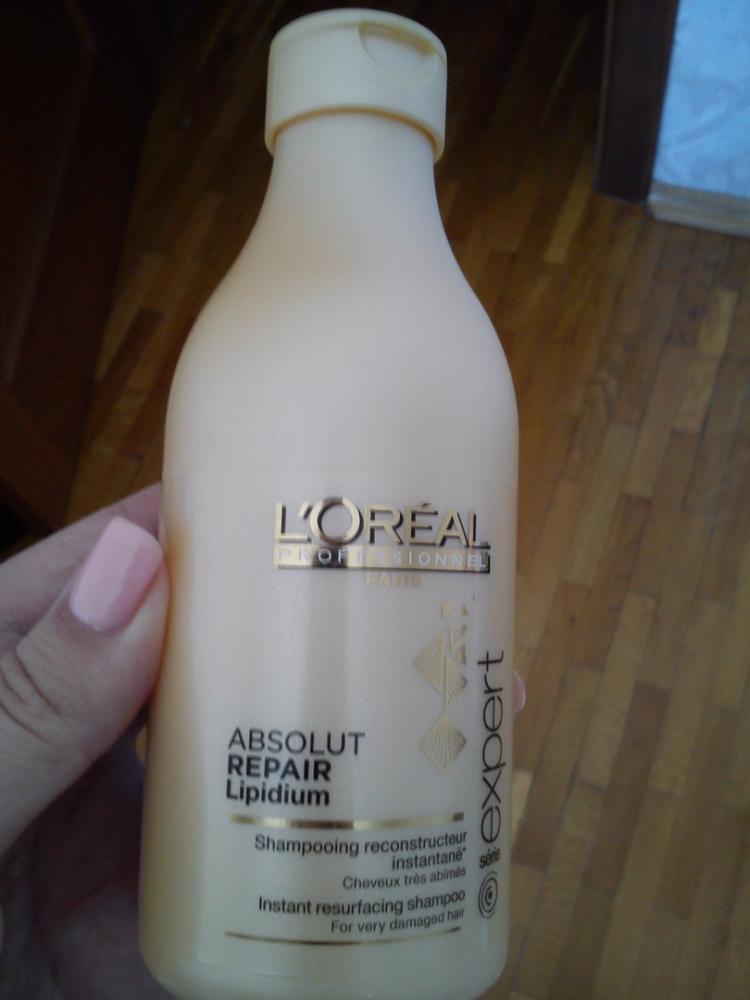 L'ORÉAL
PROFESSIONNEL
PARIS
ABSOLUT
REPAIR
Lipidium
Shampooing reconstructeur
instantané*
Cheveux très abîmés
Instant resurfacing shampoo
For very damaged hair
série expert